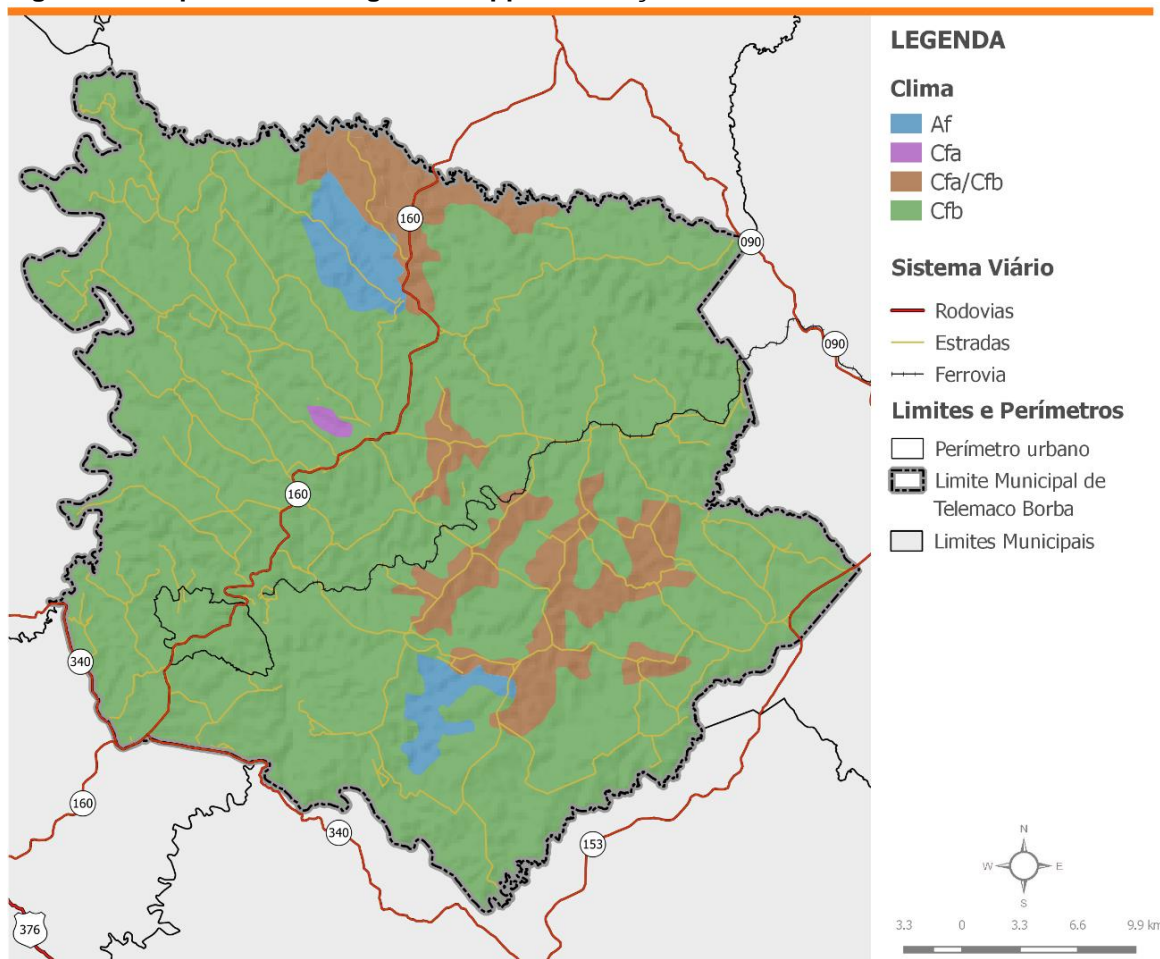 LEGENDA
Clima
Af
Cfa
Cfa/Cfb
Cfb
Sistema Viário
Rodovias
Estradas
Ferrovia
Limites e Perímetros
Perímetro urbano
Limite Municipal de
Telemaco Borba
Limites Municipais
160
090
090
160
340
160
340
153
376
N
W E
S
3.3 0 3.3 6.6 9.9 km